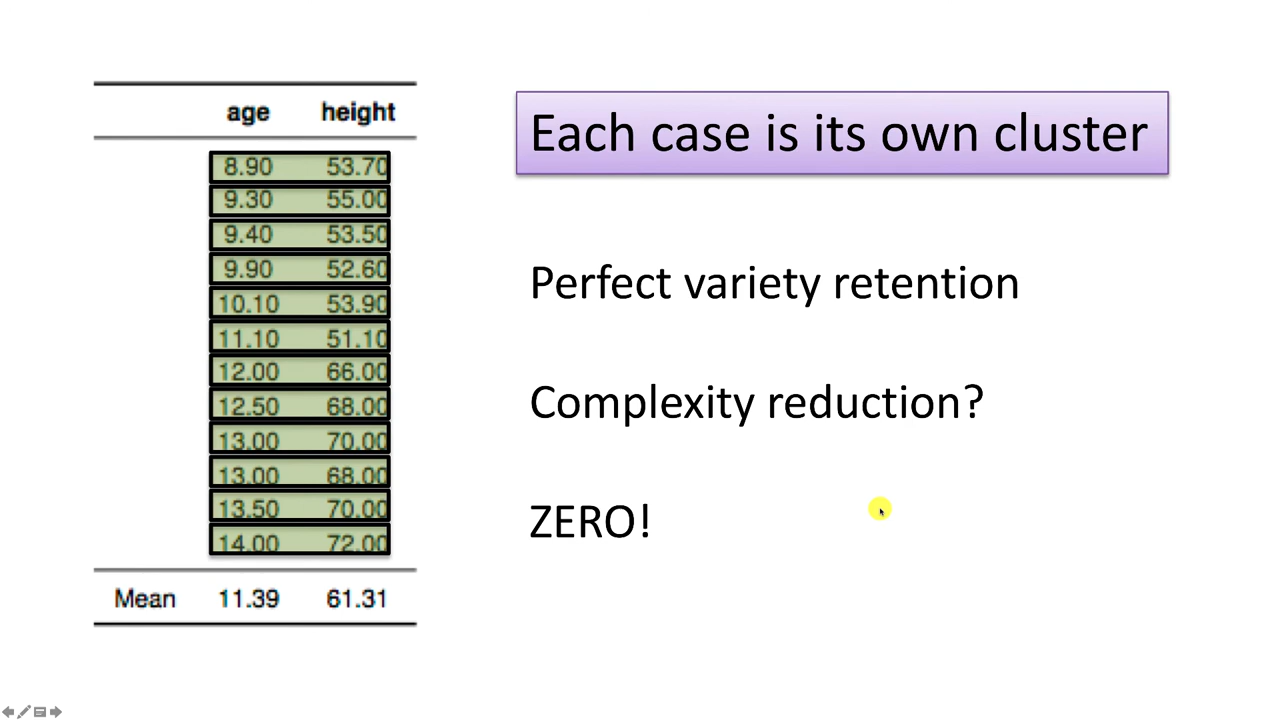 age height
8.90 53.70
9.30 55.00
9.40 53.50
9.90 52.60
10.10 53.90
11.10 51.10
12.00 66.00
12.50 68.00
13.00 70.00
13.00 68.00
13.50 70.00
14.00 72.00
Mean 11.39 61.31
Each case is its own cluster
Perfect variety retention
Complexity reduction?
ZERO!